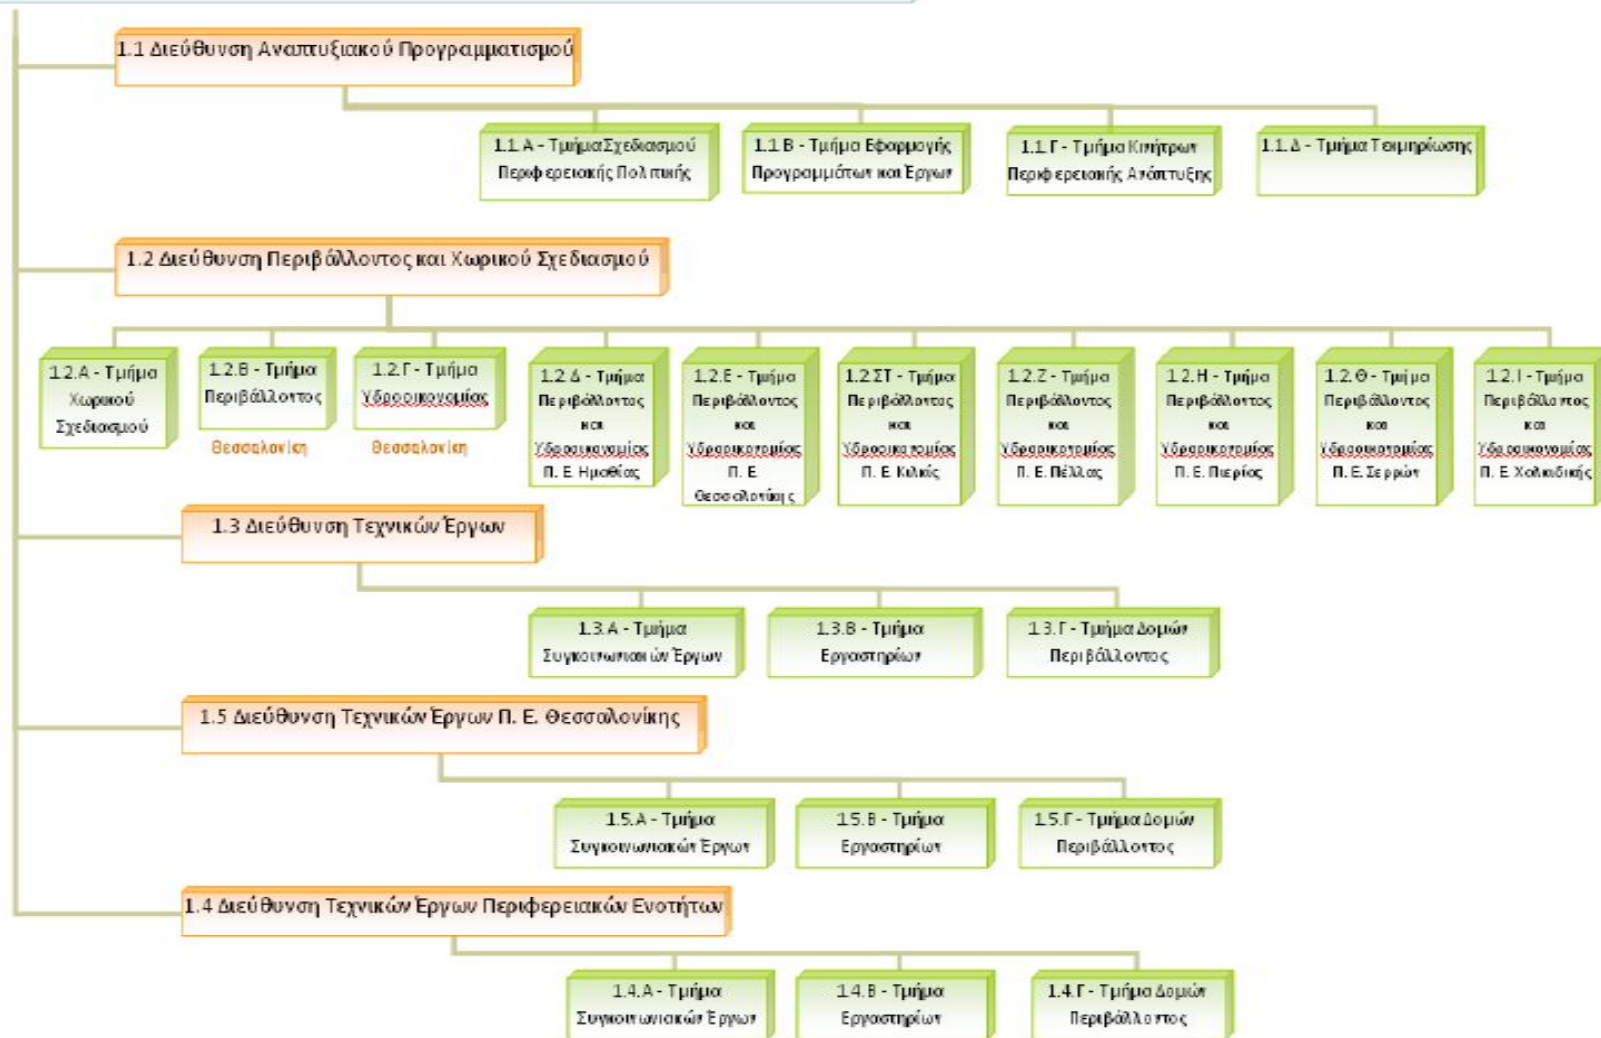 1.1 Διεύθυνση Αναπτυξιακού Προγραμματισμού
1.1.Α - Τμήμα Σχεδιασμού
Περιφερειακής Πολιτικής
1.1.Β - Τμήμα Εφαρμογής
Προγραμμάτων και Έργων
1.1.Γ - Τμήμα Κινήτρων
Περιφερειακής Ανάπτυξης
1.1.Δ - Τμήμα Τεκμηρίωσης
1.2 Διεύθυνση Περιβάλλοντος και Χωρικού Σχεδιασμού
1.2.Α - Τμήμα
Χωρικού
Σχεδιασμού
1.2.Β - Τμήμα
Περιβάλλοντος
Θεσσαλονίκη
1.2.Γ - Τμήμα
Υδροοικονομίας
Θεσσαλονίκη
1.2.Δ - Τμήμα
Περιβάλλοντος
και
Υδροοικονομίας
Π. Ε. Ημαθίας
1.2.Ε - Τμήμα
Περιβάλλοντος
και
Υδροοικονομίας
Π. Ε.
Θεσσαλονίκης
1.2.ΣΤ - Τμήμα
Περιβάλλοντος
και
Υδροοικονομίας
Π. Ε. Κιλκίς
1.2.Ζ - Τμήμα
Περιβάλλοντος
και
Υδροοικονομίας
Π. Ε. Πέλλας
1.2.Η - Τμήμα
Περιβάλλοντος
και
Υδροοικονομίας
Π. Ε. Πιερίας
1.2.Θ - Τμήμα
Περιβάλλοντος
και
Υδροοικονομίας
Π. Ε. Σερρών
1.2.Ι - Τμήμα
Περιβάλλοντος
και
Υδροοικονομίας
Π. Ε. Χαλκιδικής
1.3 Διεύθυνση Τεχνικών Έργων
1.3.Α - Τμήμα
Συγκοινωνιακών Έργων
1.3.Β - Τμήμα
Εργαστηρίων
1.3.Γ - Τμήμα Δομών
Περιβάλλοντος
1.5 Διεύθυνση Τεχνικών Έργων Π. Ε. Θεσσαλονίκης
1.5.Α - Τμήμα
Συγκοινωνιακών Έργων
1.5.Β - Τμήμα
Εργαστηρίων
1.5.Γ - Τμήμα Δομών
Περιβάλλοντος
1.4 Διεύθυνση Τεχνικών Έργων Περιφερειακών Ενοτήτων
1.4.Α - Τμήμα
Συγκοινωνιακών Έργων
1.4.Β - Τμήμα
Εργαστηρίων
1.4.Γ - Τμήμα Δομών
Περιβάλλοντος